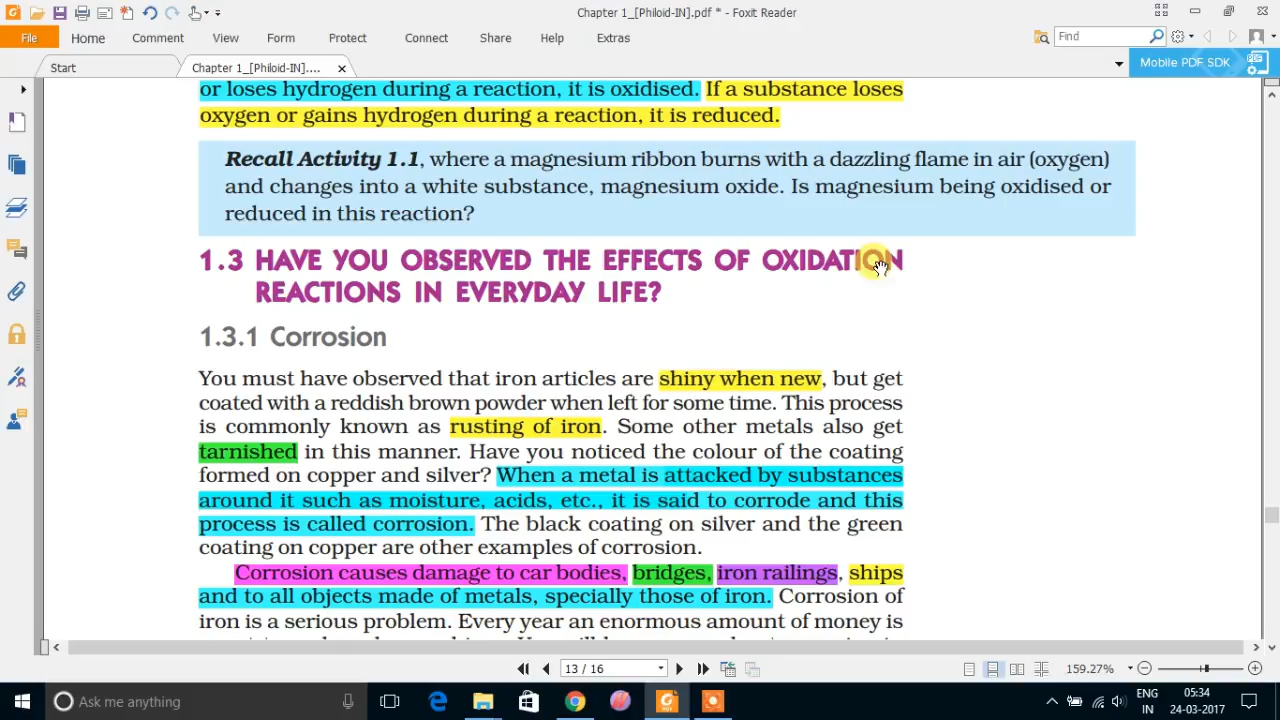 Chapter 1_[Philoid-IN].pdf * - Foxit Reader
File Home Comment View Form Protect Connect Share Help Extras
Find
Start
Chapter 1_[Philoid-IN]....
Mobile PDF SDK
or loses hydrogen during a reaction, it is oxidised. If a substance loses
oxygen or gains hydrogen during a reaction, it is reduced.
Recall Activity 1.1, where a magnesium ribbon burns with a dazzling flame in air (oxygen)
and changes into a white substance, magnesium oxide. Is magnesium being oxidised or
reduced in this reaction?
1.3 HAVE YOU OBSERVED THE EFFECTS OF OXIDATION
REACTIONS IN EVERYDAY LIFE?
1.3.1 Corrosion
You must have observed that iron articles are shiny when new, but get
coated with a reddish brown powder when left for some time. This process
is commonly known as rusting of iron. Some other metals also get
tarnished in this manner. Have you noticed the colour of the coating
formed on copper and silver? When a metal is attacked by substances
around it such as moisture, acids, etc., it is said to corrode and this
process is called corrosion. The black coating on silver and the green
coating on copper are other examples of corrosion.
Corrosion causes damage to car bodies, bridges, iron railings, ships
and to all objects made of metals, specially those of iron. Corrosion of
iron is a serious problem. Every year an enormous amount of money is
13 / 16
159.27%
Ask me anything
ENG
IN
05:34
24-03-2017